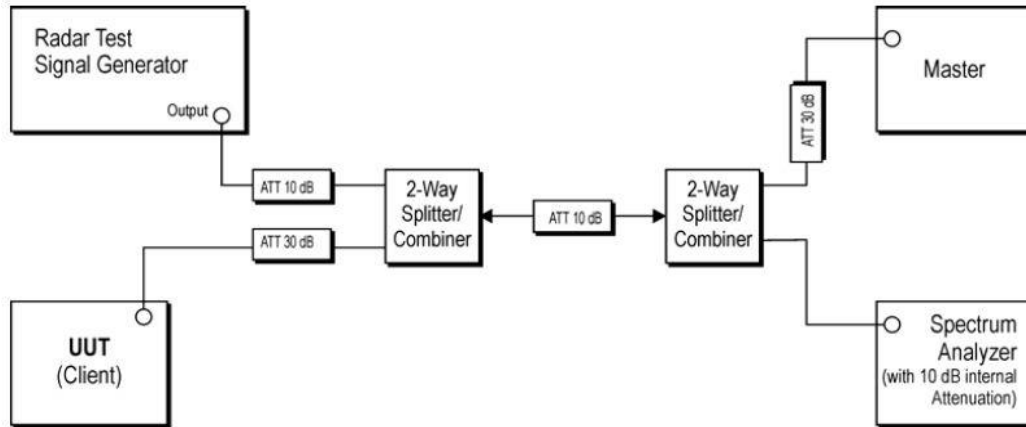 Radar Test
Signal Generator
Output
ATT 10 dB
ATT 30 dB
2-Way
Splitter/
Combiner
ATT 10 dB
2-Way
Splitter/
Combiner
ATT 30 dB
Master
UUT
(Client)
Spectrum
Analyzer
(with 10 dB internal
Attenuation)